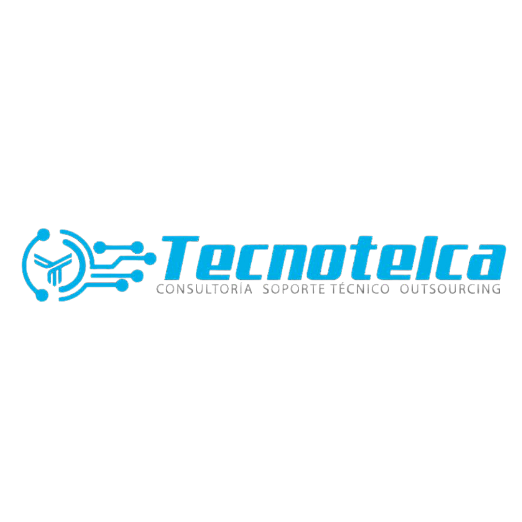 Tecnotelca
CONSULTORÍA SOPORTE TÉCNICO OUTSOURCING